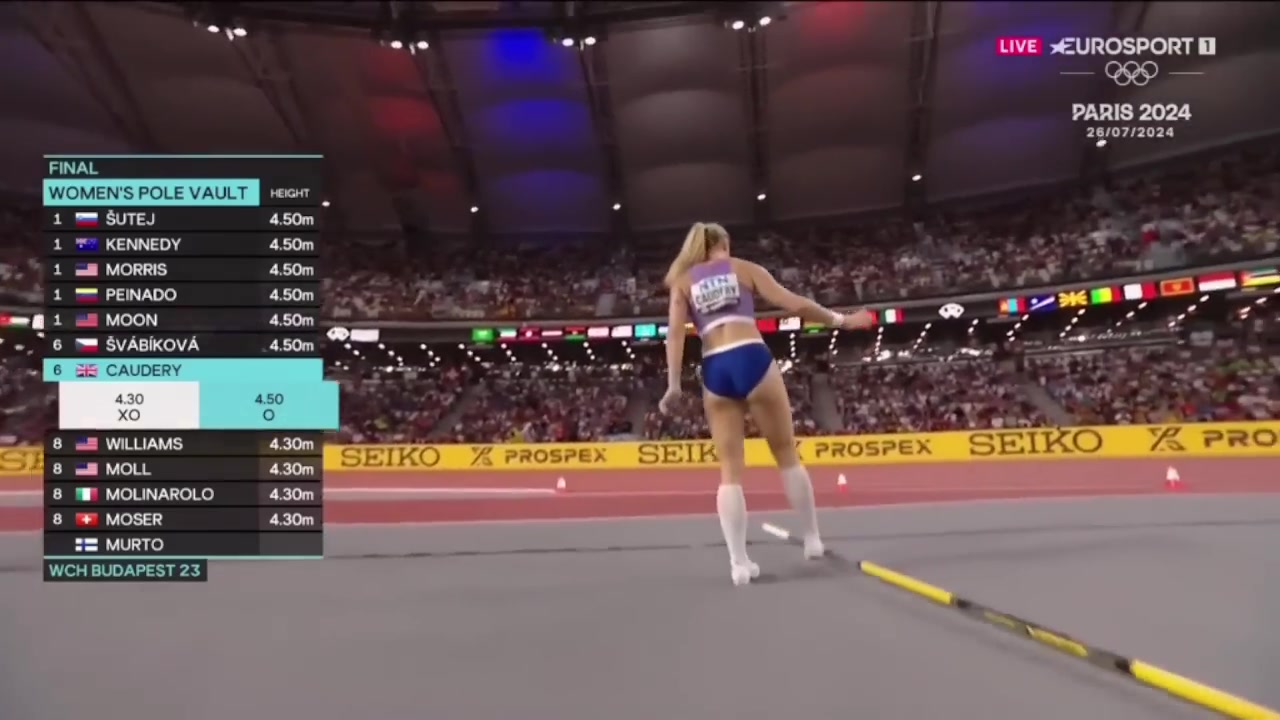 LIVE EUROSPORT 1
PARIS 2024
26/07/2024
FINAL
WOMEN'S POLE VAULT HEIGHT
1 ŠUTEJ 4.50m
1 KENNEDY 4.50m
1 MORRIS 4.50m
1 PEINADO 4.50m
1 MOON 4.50m
6 ŠVÁBÍKOVÁ 4.50m
6 CAUDERY
4.30 4.50
XO O
8 WILLIAMS 4.30m
8 MOLL 4.30m
8 MOLINAROLO 4.30m
8 MOSER 4.30m
MURTO
WCH BUDAPEST 23
NTN
CAUDERY
SE SEIKO PROSPEX SEIKO PROSPEX SEIKO PRO